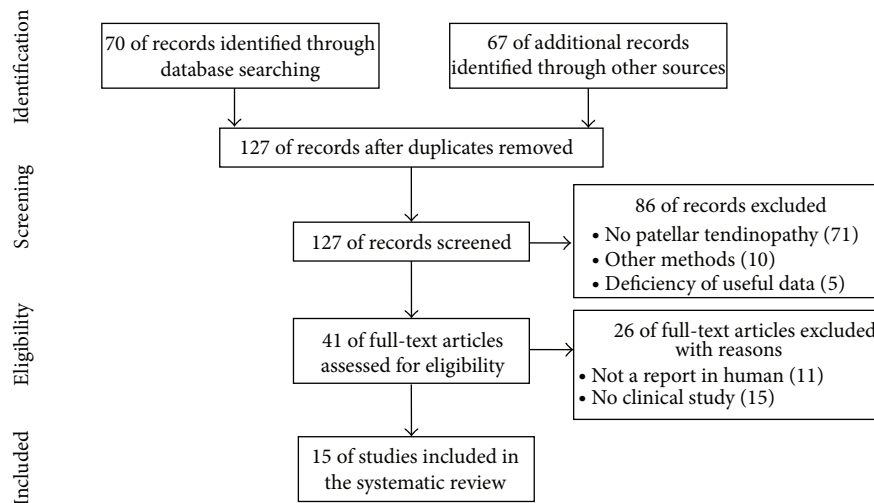 Identification
70 of records identified through
database searching
67 of additional records
identified through other sources
127 of records after duplicates removed
Screening
127 of records screened
86 of records excluded
• No patellar tendinopathy (71)
• Other methods (10)
• Deficiency of useful data (5)
Eligibility
41 of full-text articles
assessed for eligibility
26 of full-text articles excluded
with reasons
• Not a report in human (11)
• No clinical study (15)
Included
15 of studies included in
the systematic review